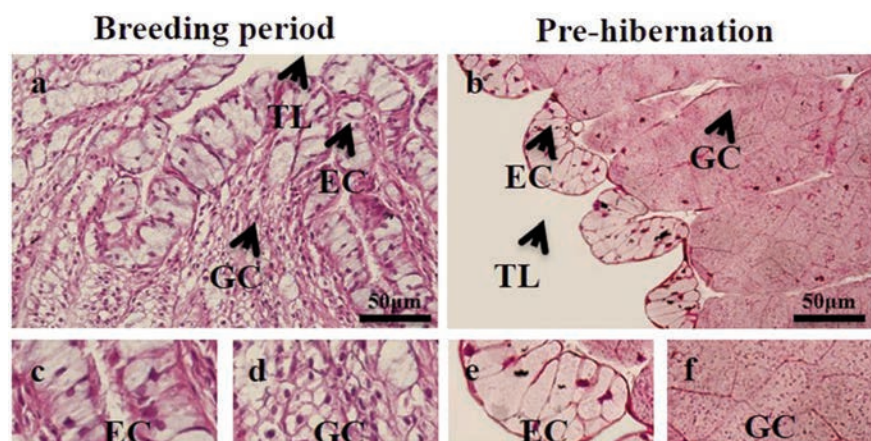 Breeding period
Pre-hibernation
a
TL
EC
GC
50μm
b
EC
GC
TL
50μm
c
EC
d
GC
e
EC
f
GC